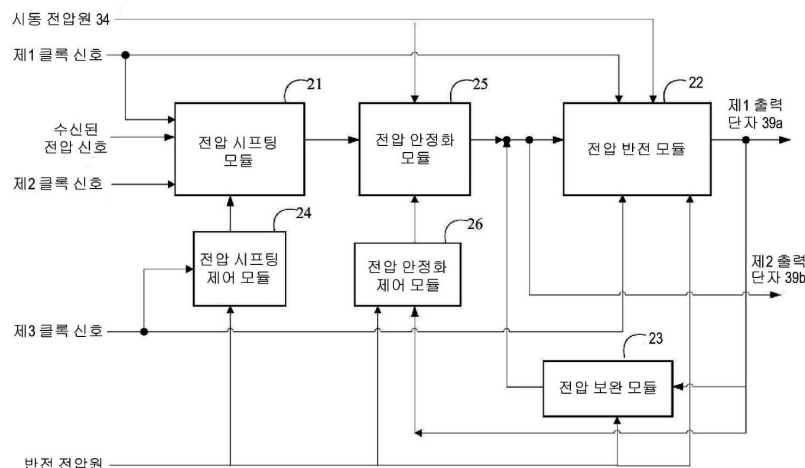 시동 전압원 34
제1 클록 신호
21
25
22
제1 출력
단자 39a
수신된
전압 신호
전압 시프팅
모듈
전압 안정화
모듈
전압 반전 모듈
제2 클록 신호
24
26
전압 시프팅
제어 모듈
전압 안정화
제어 모듈
제2 출력
단자 39b
제3 클록 신호
23
전압 보완 모듈
반전 전압원